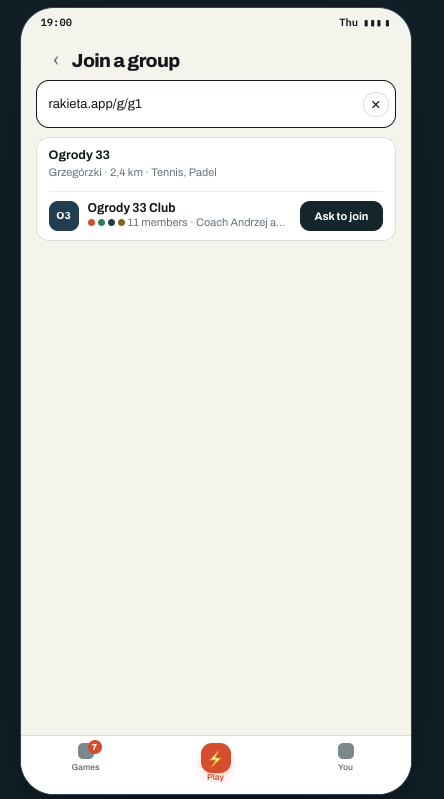 19:00 Thu
‹ Join a group
rakieta.app/g/g1 ✕
Ogrody 33
Grzegórzki · 2,4 km · Tennis, Padel
O3
Ogrody 33 Club
11 members · Coach Andrzej a...
Ask to join
7
Games
Play
You